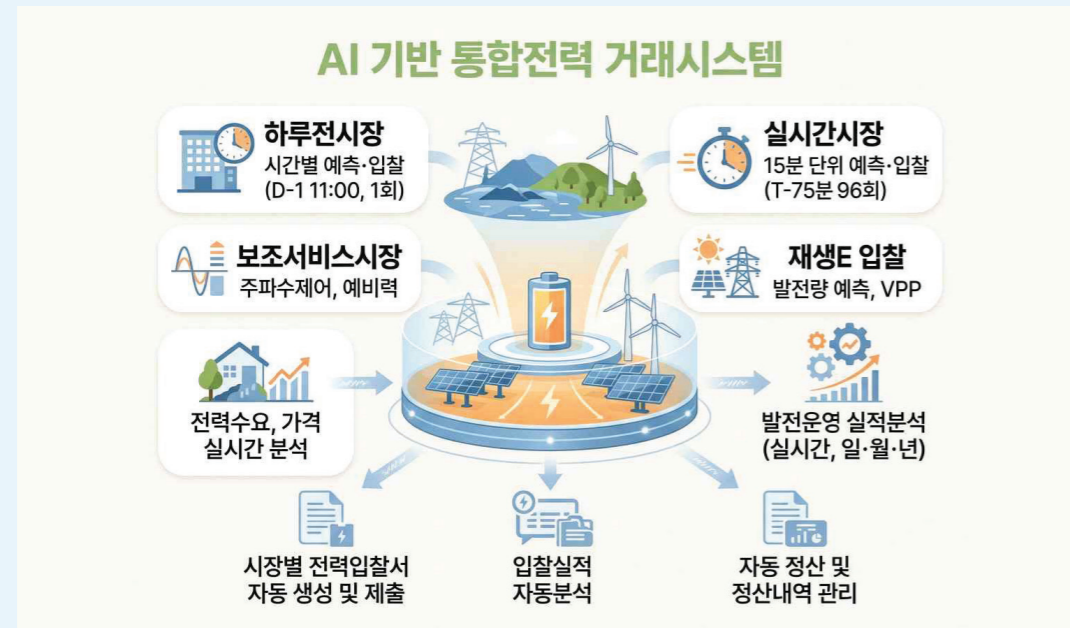 AI 기반 통합전력 거래시스템
하루전시장
시간별 예측·입찰
(D-1 11:00, 1회)
실시간시장
15분 단위 예측·입찰
(T-75분 96회)
보조서비스시장
주파수제어, 예비력
재생E 입찰
발전량 예측, VPP
전력수요, 가격
실시간 분석
발전운영 실적분석
(실시간, 일·월·년)
시장별 전력입찰서
자동 생성 및 제출
입찰실적
자동분석
자동 정산 및
정산내역 관리